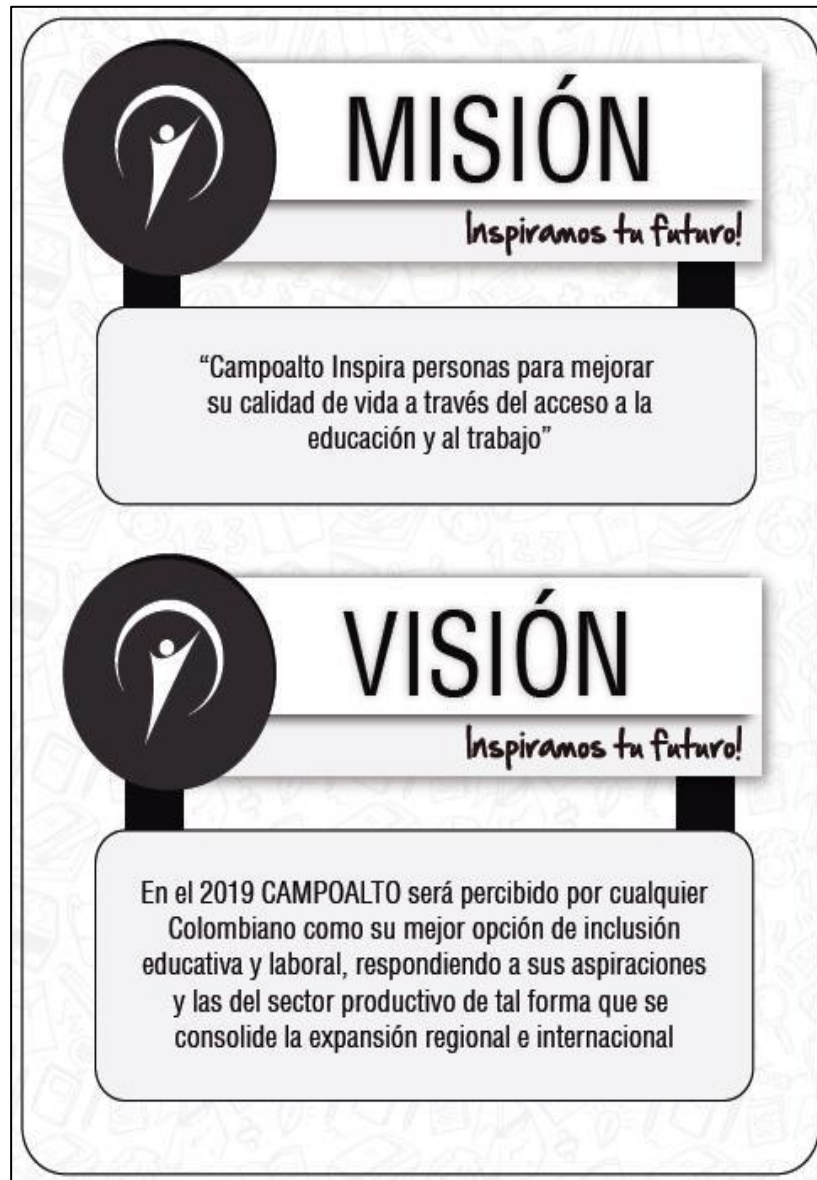 MISIÓN
Inspiramos tu futuro!
“Campoalto Inspira personas para mejorar
su calidad de vida a través del acceso a la
educación y al trabajo”
VISIÓN
Inspiramos tu futuro!
En el 2019 CAMPOALTO será percibido por cualquier
Colombiano como su mejor opción de inclusión
educativa y laboral, respondiendo a sus aspiraciones
y las del sector productivo de tal forma que se
consolide la expansión regional e internacional